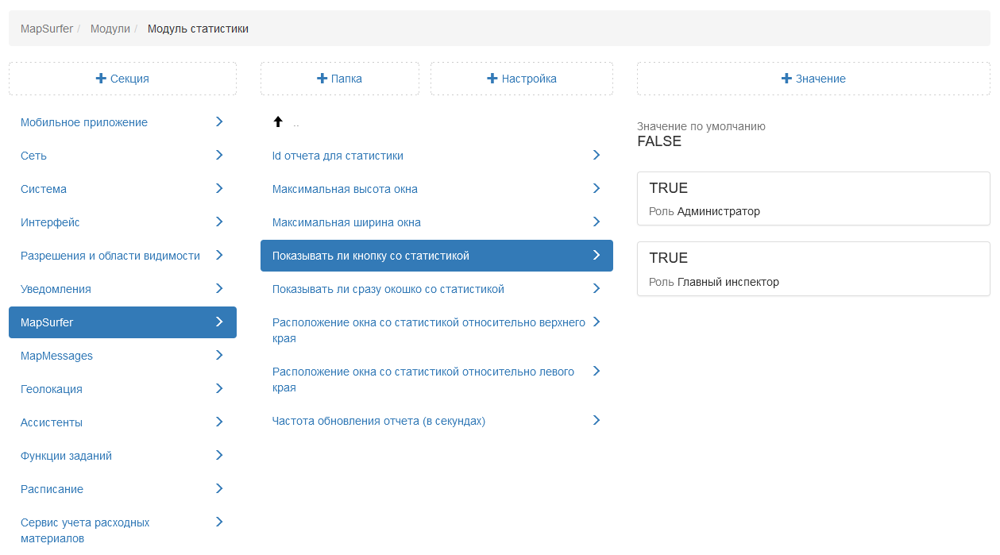 MapSurfer / Модули / Модуль статистики
Секция
Папка
Настройка
Значение
Мобильное приложение
Сеть
Система
Интерфейс
Разрешения и области видимости
Уведомления
MapSurfer
MapMessages
Геолокация
Ассистенты
Функции заданий
Расписание
Сервис учета расходных
материалов
..
Id отчета для статистики
Максимальная высота окна
Максимальная ширина окна
Показывать ли кнопку со статистикой
Показывать ли сразу окошко со статистикой
Расположение окна со статистикой относительно верхнего
края
Расположение окна со статистикой относительно левого
края
Частота обновления отчета (в секундах)
Значение по умолчанию
FALSE
TRUE
Роль Администратор
TRUE
Роль Главный инспектор